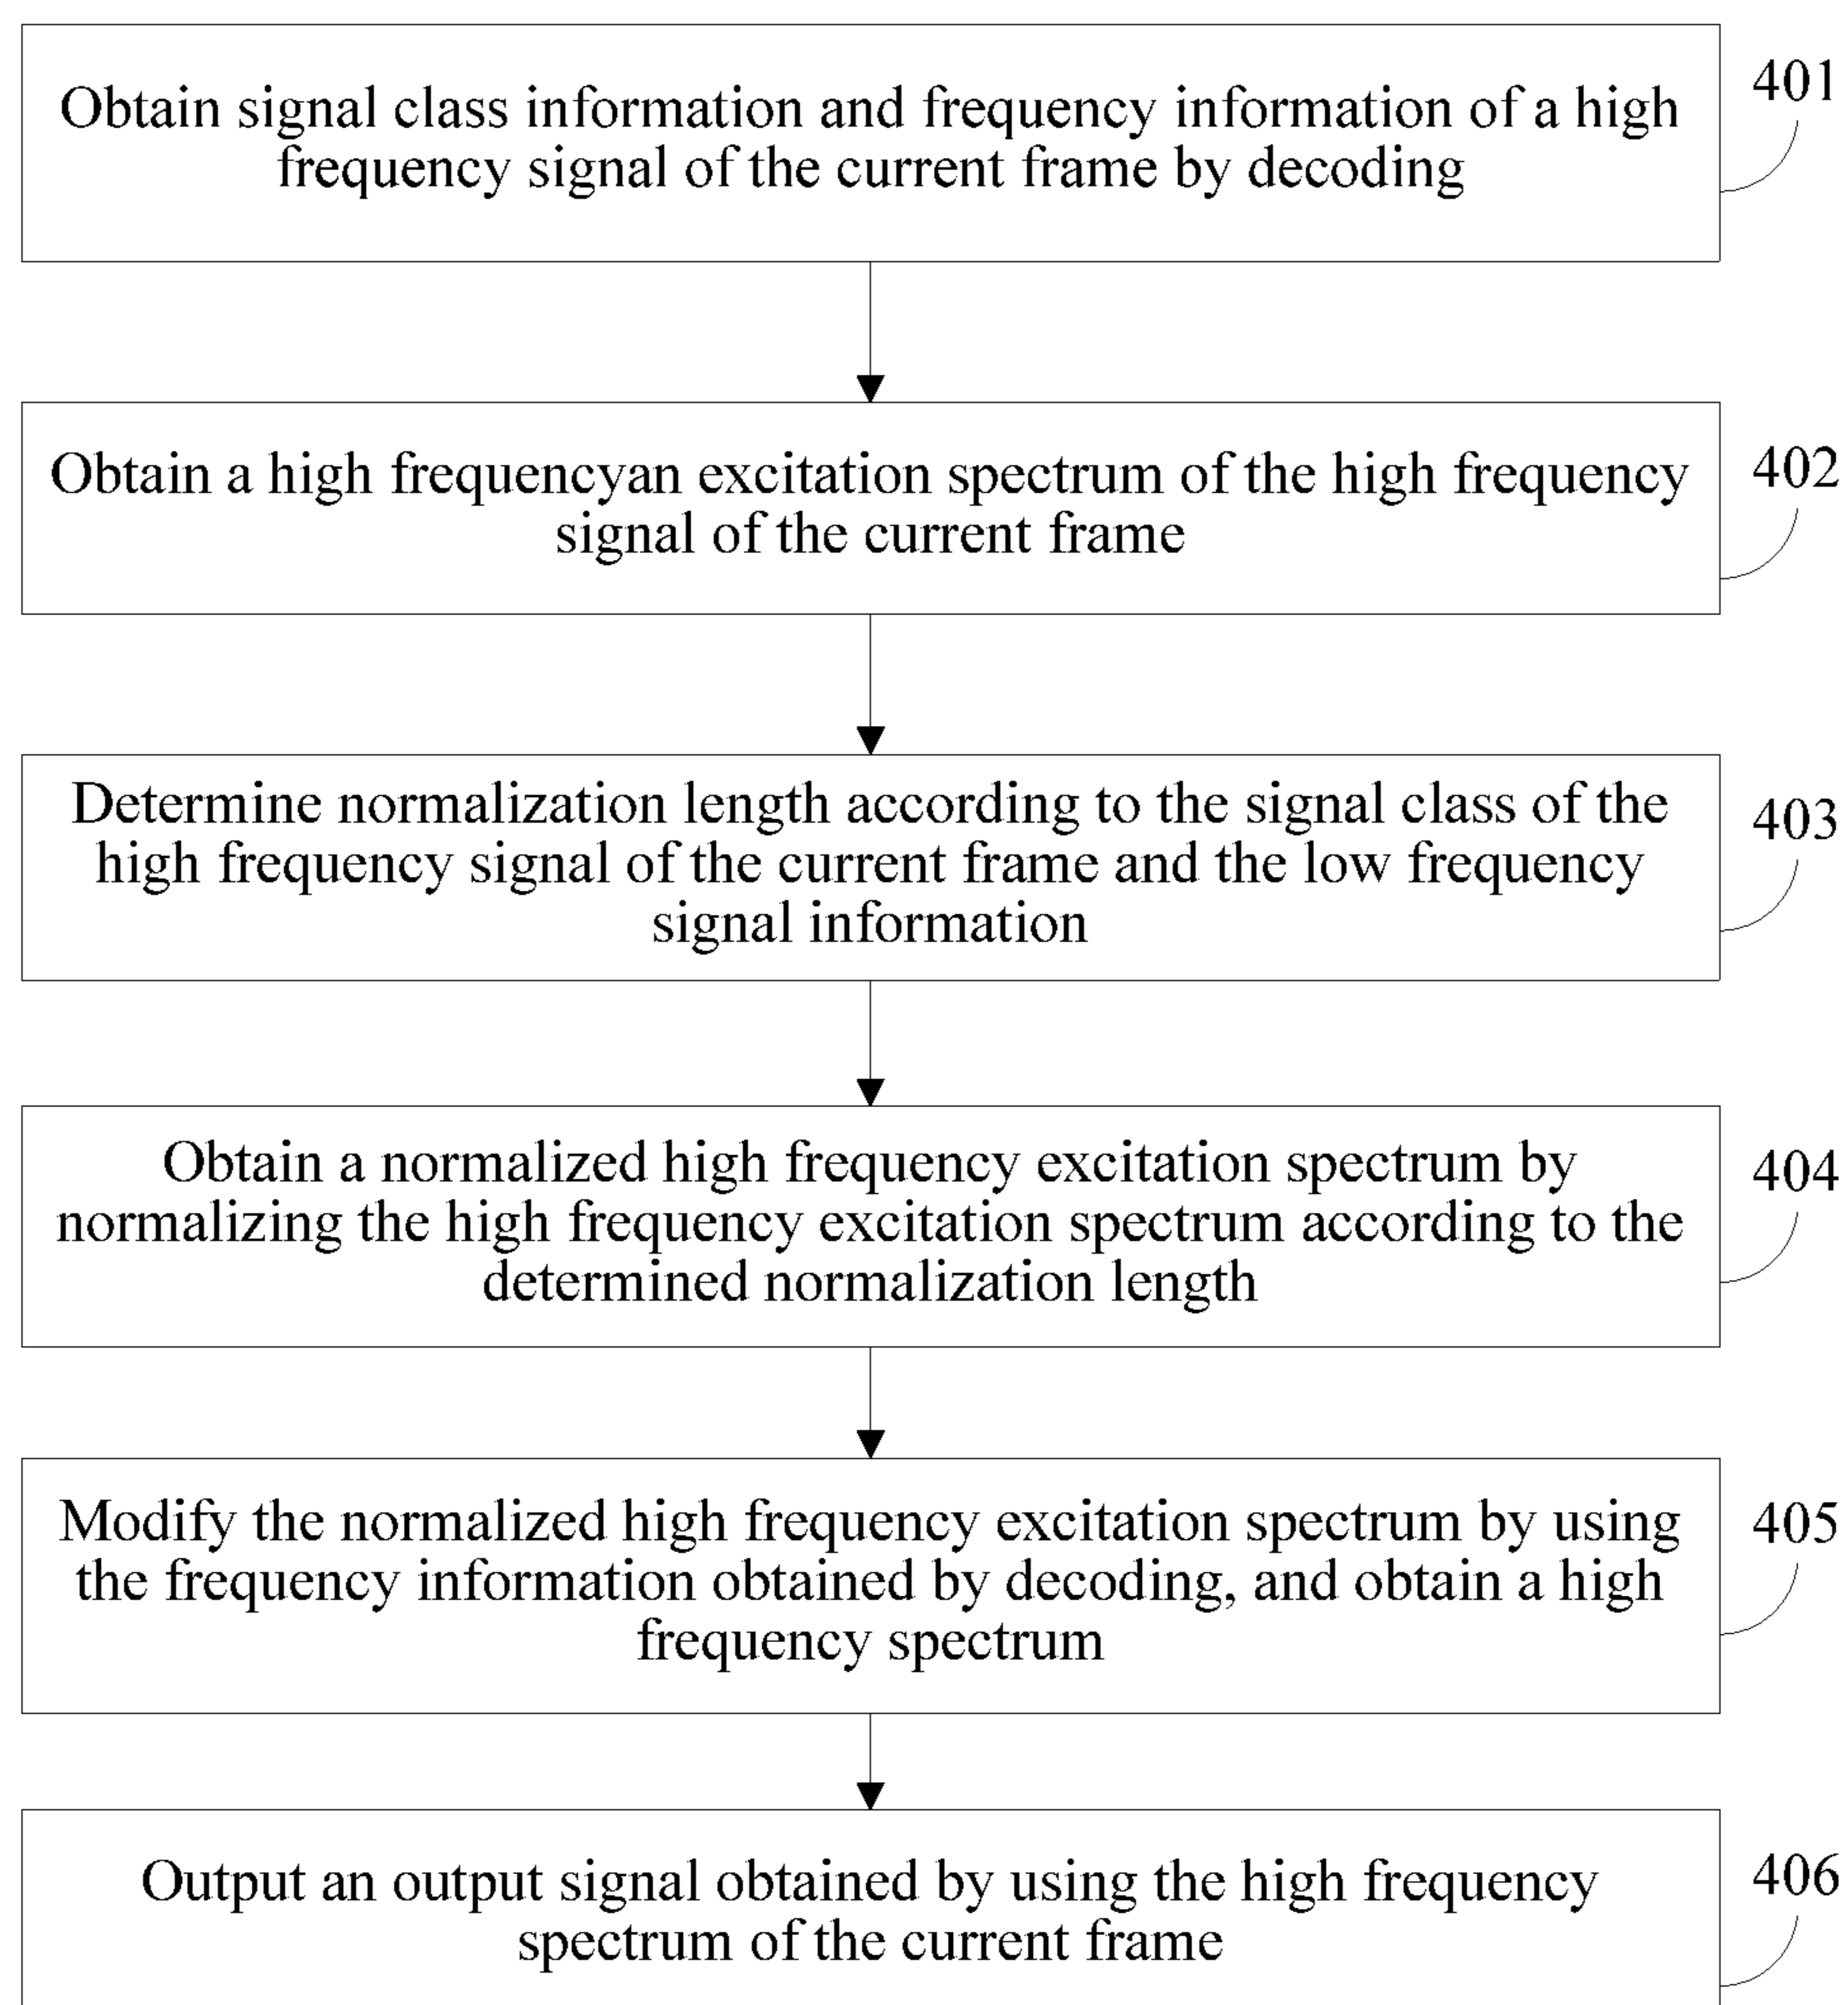 Obtain signal class information and frequency information of a high
frequency signal of the current frame by decoding
401
Obtain a high frequencyan excitation spectrum of the high frequency
signal of the current frame
402
Determine normalization length according to the signal class of the
high frequency signal of the current frame and the low frequency
signal information
403
Obtain a normalized high frequency excitation spectrum by
normalizing the high frequency excitation spectrum according to the
determined normalization length
404
Modify the normalized high frequency excitation spectrum by using
the frequency information obtained by decoding, and obtain a high
frequency spectrum
405
Output an output signal obtained by using the high frequency
spectrum of the current frame
406